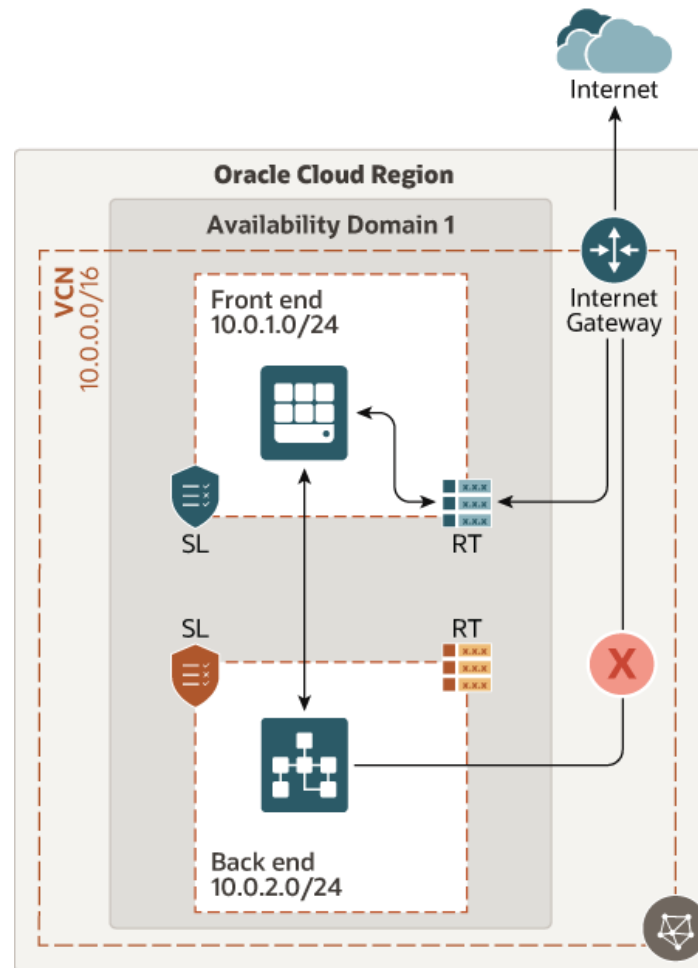 Internet
Oracle Cloud Region
Availability Domain 1
VCN
10.0.0.0/16
Front end
10.0.1.0/24
Internet
Gateway
x.x.x
x.x.x
x.x.x
SL
RT
SL
RT
x.x.x
x.x.x
x.x.x
X
Back end
10.0.2.0/24